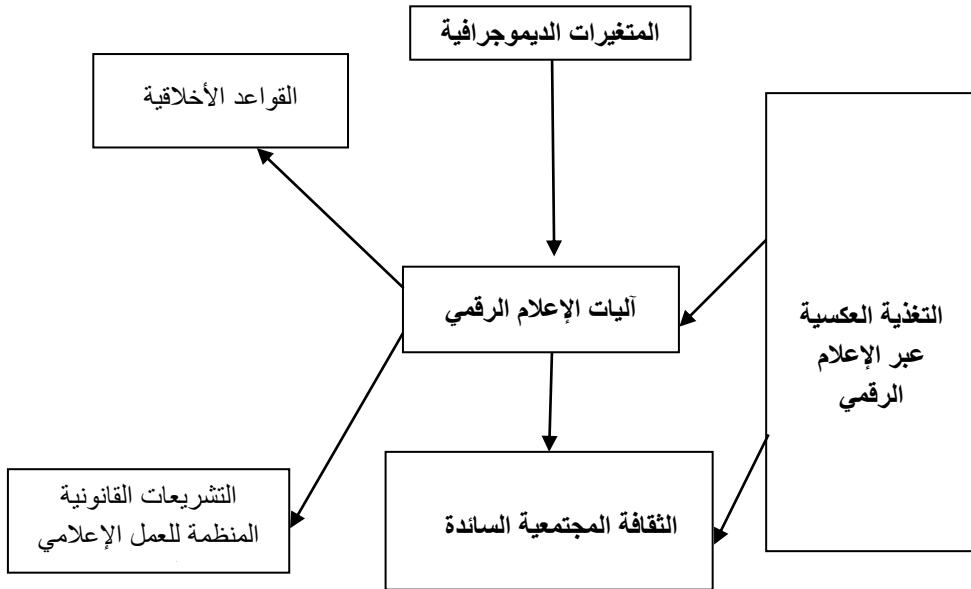 المتغيرات الديموجرافية
القواعد الأخلاقية
آليات الإعلام الرقمي
التغذية العكسية
عبر الإعلام
الرقمي
الثقافة المجتمعية السائدة
التشريعات القانونية
المنظمة للعمل الإعلامي